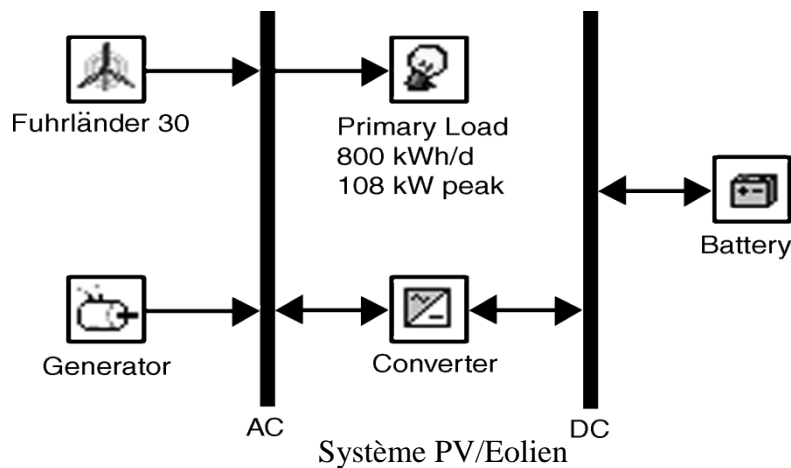 Fuhrländer 30
Primary Load
800 kWh/d
108 kW peak
Battery
Generator
Converter
AC
DC
Système PV/Eolien